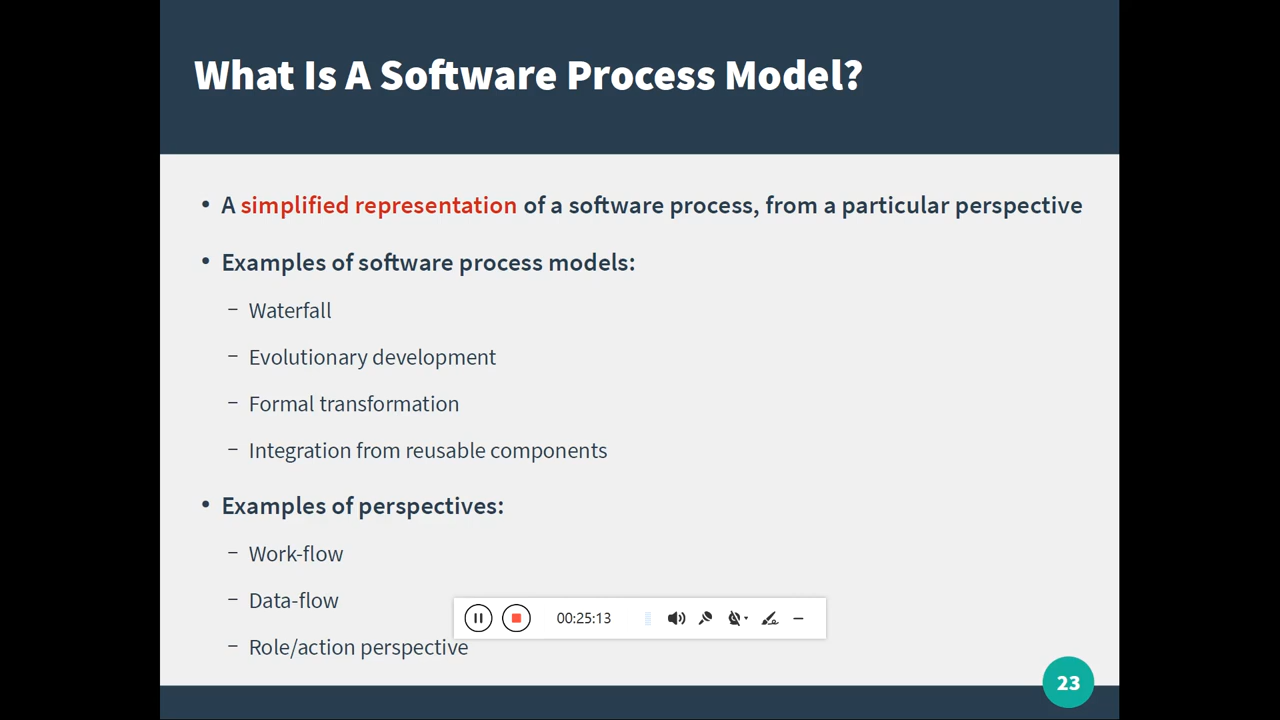 What Is A Software Process Model?
• A simplified representation of a software process, from a particular perspective
• Examples of software process models:
– Waterfall
– Evolutionary development
– Formal transformation
– Integration from reusable components
• Examples of perspectives:
– Work-flow
– Data-flow
00:25:13
– Role/action perspective
23